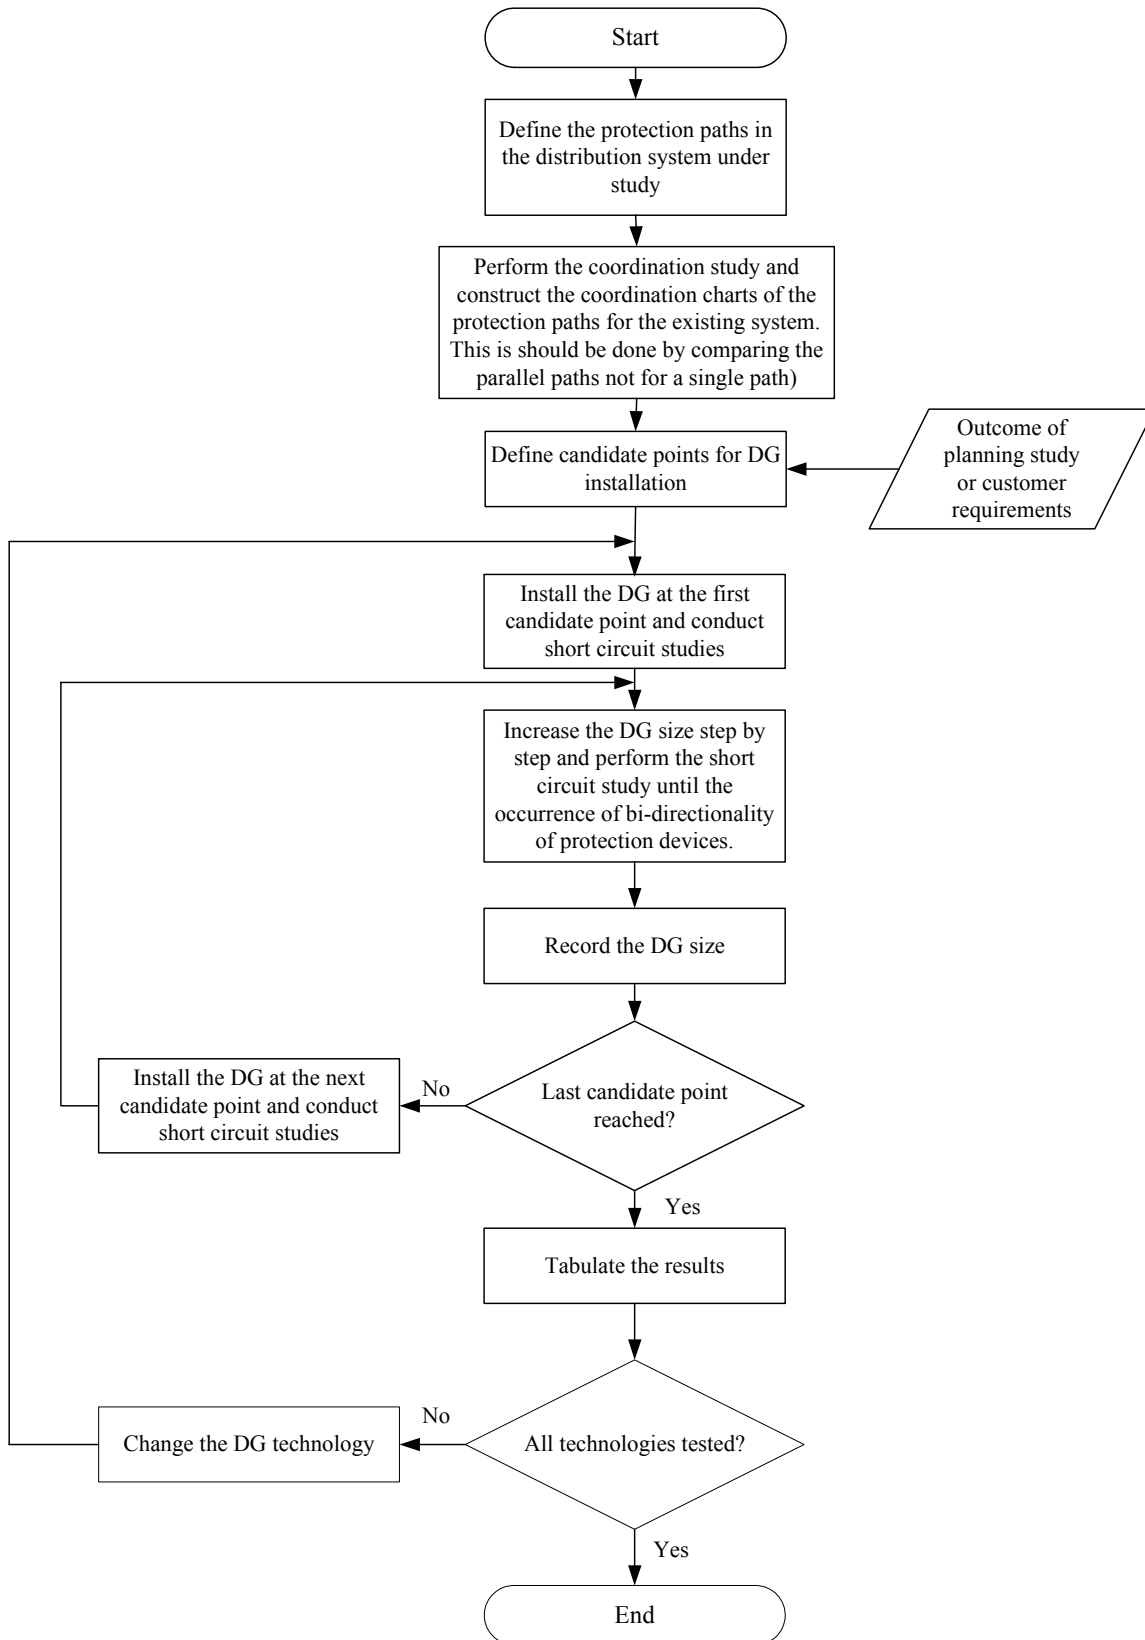 Start
Define the protection paths in
the distribution system under
study
Perform the coordination study and
construct the coordination charts of the
protection paths for the existing system.
This is should be done by comparing the
parallel paths not for a single path)
Define candidate points for DG
installation
Outcome of
planning study
or customer
requirements
Install the DG at the first
candidate point and conduct
short circuit studies
Increase the DG size step by
step and perform the short
circuit study until the
occurrence of bi-directionality
of protection devices.
Record the DG size
Last candidate point
reached?
No
Install the DG at the next
candidate point and conduct
short circuit studies
Yes
Tabulate the results
All technologies tested?
No
Change the DG technology
Yes
End